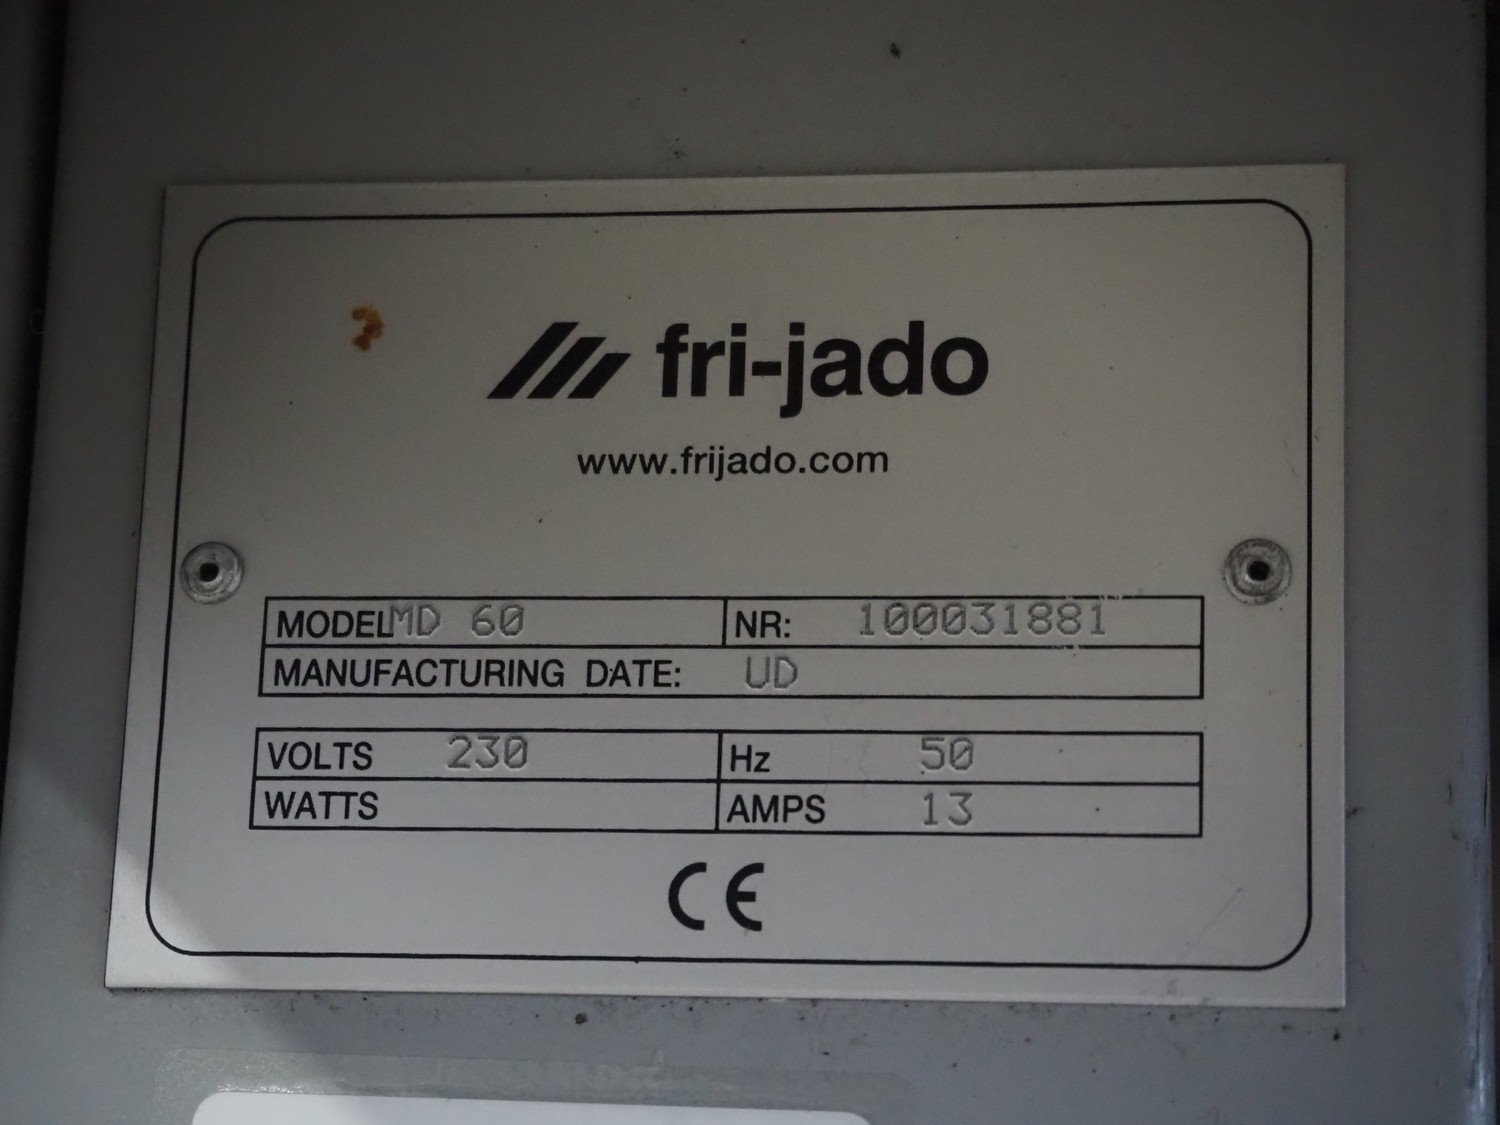 fri-jado
www.frijado.com
MODEL MD 60 NR: 100031881
MANUFACTURING DATE: UD
VOLTS 230 Hz 50
WATTS AMPS 13
CE